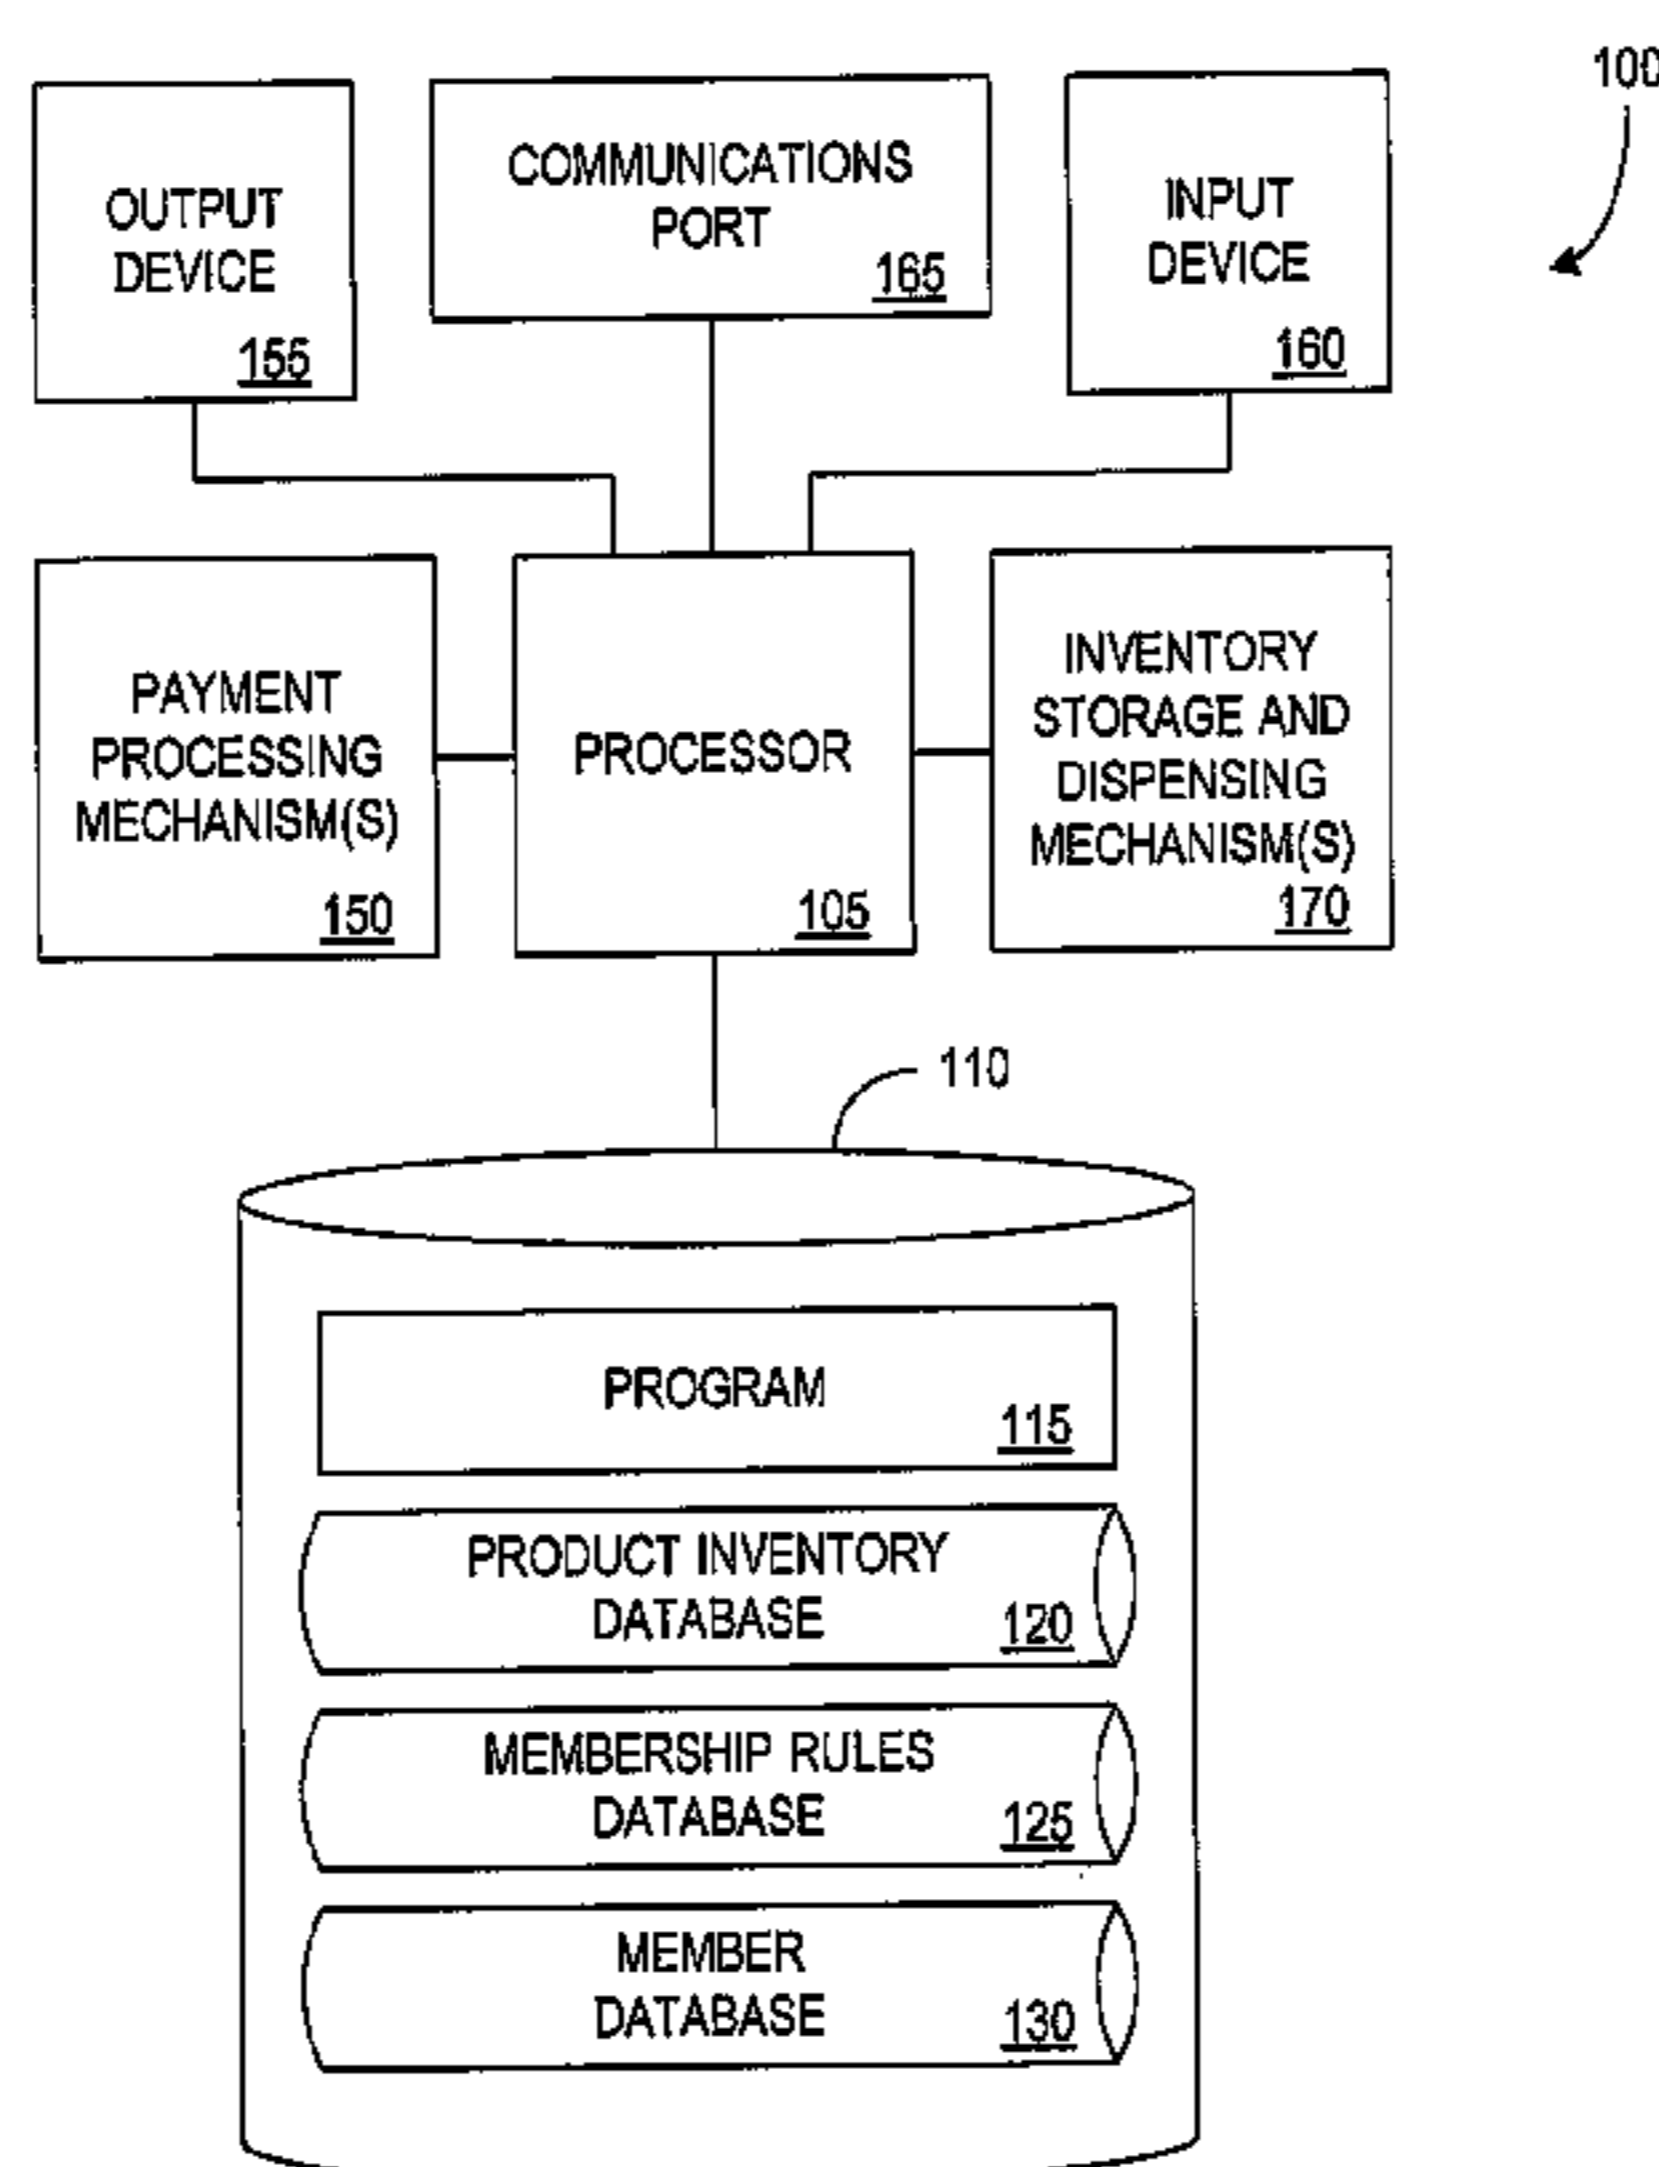 100
OUTPUT
DEVICE
155
COMMUNICATIONS
PORT
165
INPUT
DEVICE
160
PAYMENT
PROCESSING
MECHANISM(S)
150
PROCESSOR
105
INVENTORY
STORAGE AND
DISPENSING
MECHANISM(S)
170
110
PROGRAM
115
PRODUCT INVENTORY
DATABASE
120
MEMBERSHIP RULES
DATABASE
125
MEMBER
DATABASE
130